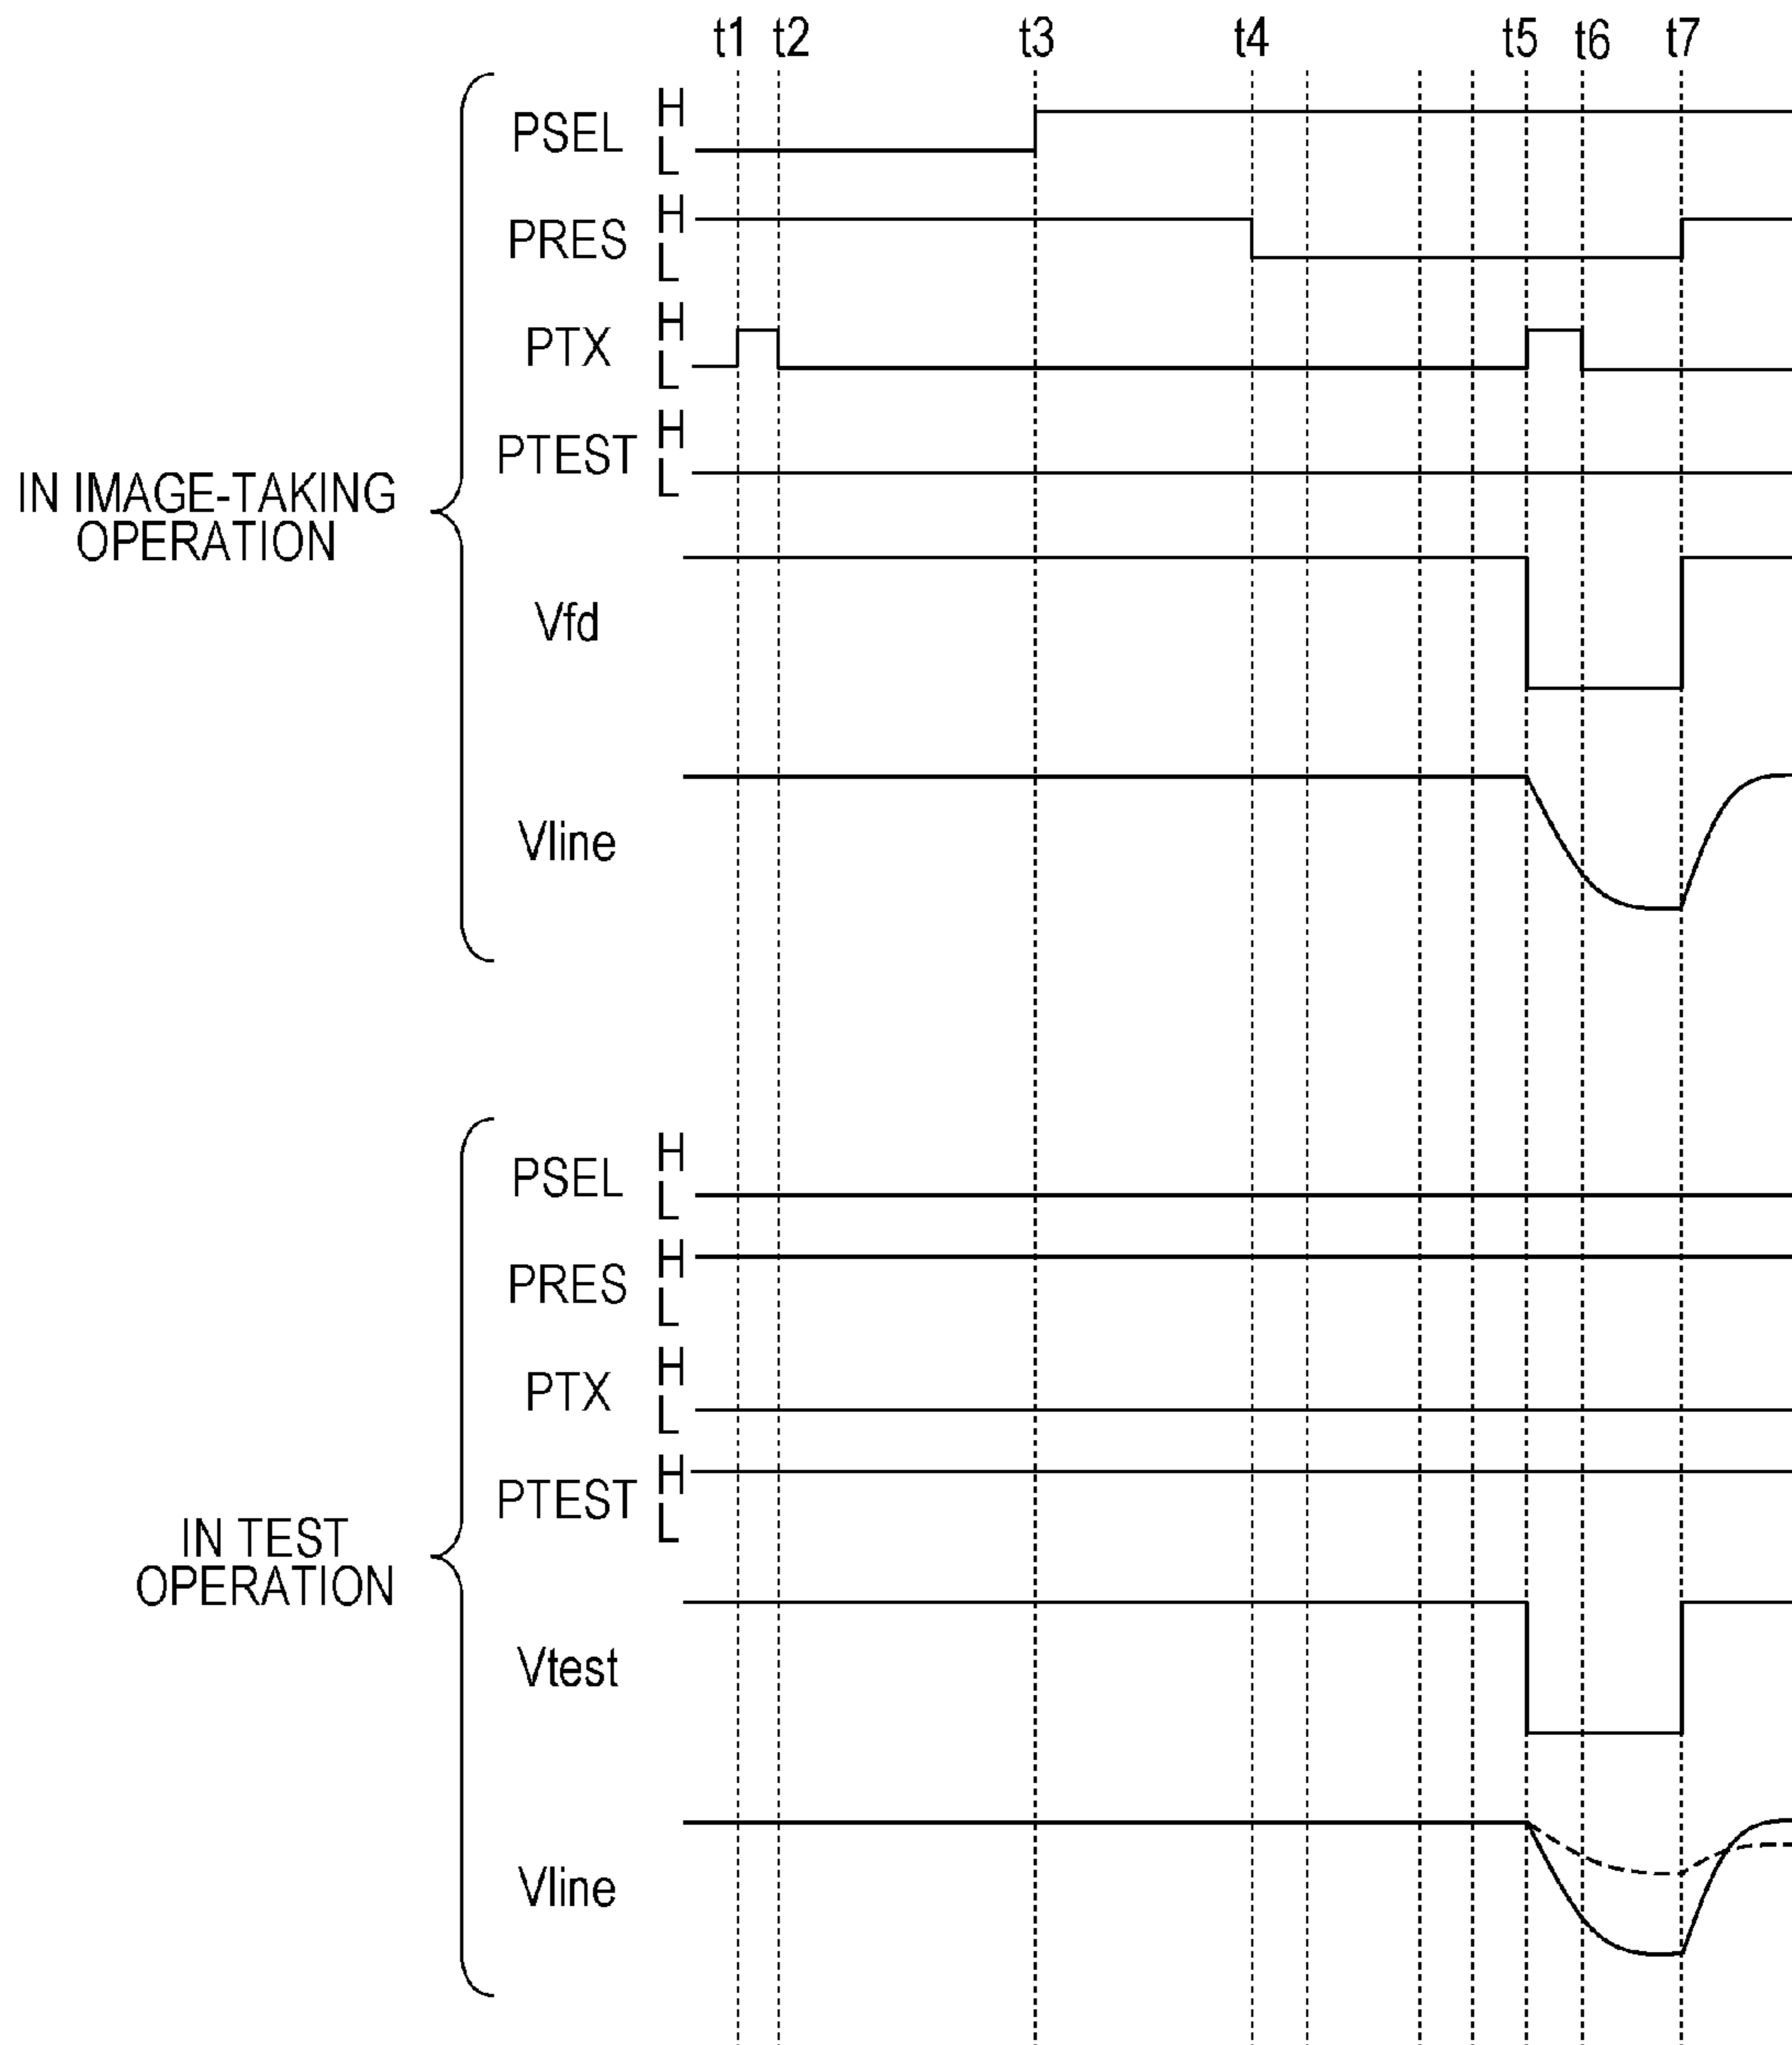 t1 t2 t3 t4 t5 t6 t7
PSEL H L
PRES H L
PTX H L
PTEST H L
IN IMAGE-TAKING
OPERATION
Vfd
Vline
PSEL H L
PRES H L
PTX H L
PTEST H L
IN TEST
OPERATION
Vtest
Vline